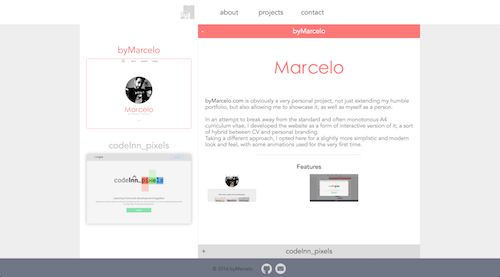 about projects contact
byMarcelo
Marcelo
codeInn_pixels
codeInn_pixels
- byMarcelo
Marcelo
byMarcelo.com is obviously a very personal project, not just extending my humble
portfolio, but also allowing me to showcase it, as well as myself as a person.
In an attempt to break away from the standard and often monotonous A4
curriculum vitae, I developed the website as a form of interactive version of it; a sort
of hybrid between CV and personal branding.
Taking a different approach, I opted here for a slightly more simplistic and modern
look and feel, with some animations used for the very first time.
Features
+ codeInn_pixels
© 2016 byMarcelo